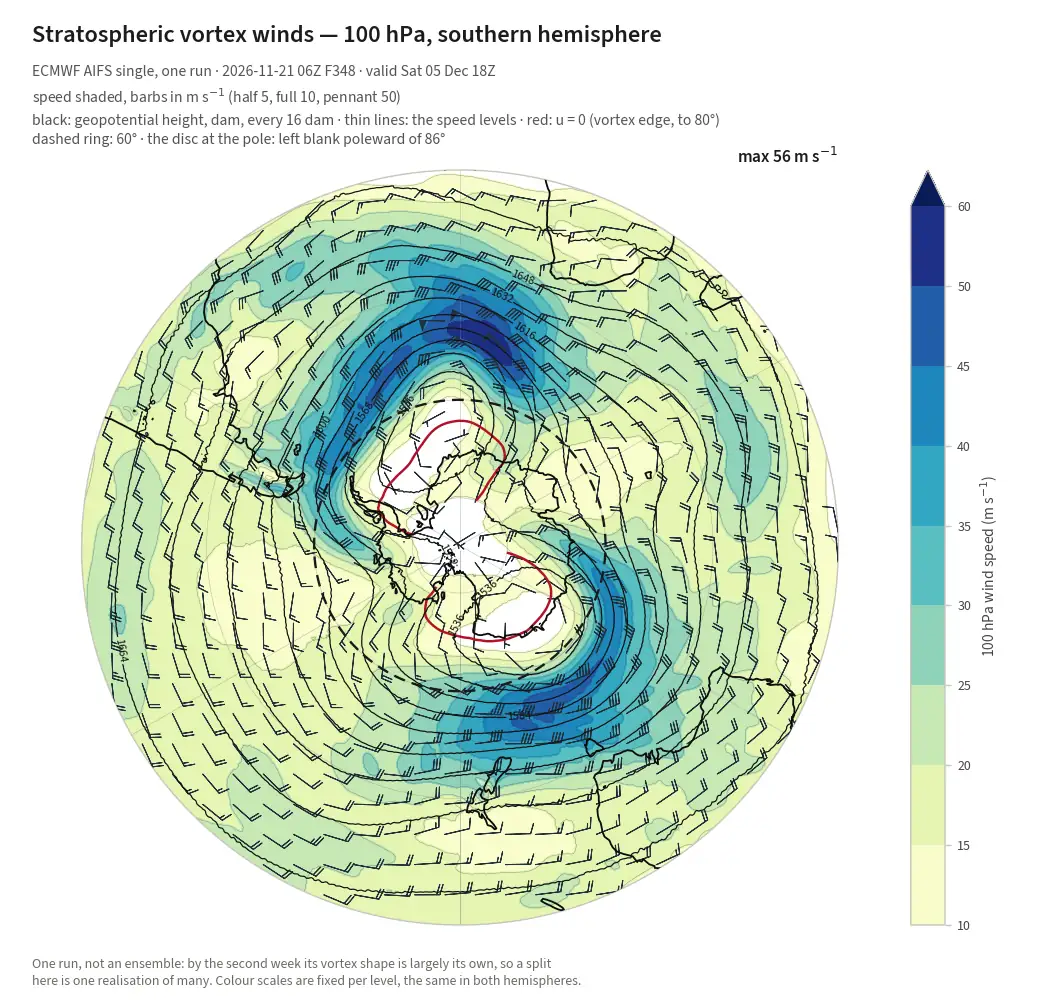 Stratospheric vortex winds — 100 hPa, southern hemisphere
ECMWF AIFS single, one run · 2026-11-21 06Z F348 · valid Sat 05 Dec 18Z
speed shaded, barbs in m s⁻¹ (half 5, full 10, pennant 50)
black: geopotential height, dam, every 16 dam · thin lines: the speed levels · red: u = 0 (vortex edge, to 80°)
dashed ring: 60° · the disc at the pole: left blank poleward of 86°
max 56 m s⁻¹
60
50
45
40
35
30
25
20
15
10
100 hPa wind speed (m s⁻¹)
1648
1632
1616
1600
1568
1536
1536
1584
1664
One run, not an ensemble: by the second week its vortex shape is largely its own, so a split
here is one realisation of many. Colour scales are fixed per level, the same in both hemispheres.